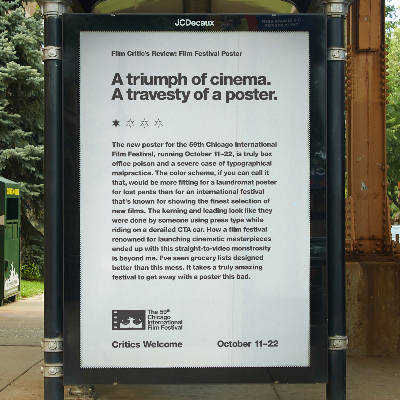 JCDecaux
Film Critic's Review: Film Festival Poster
A triumph of cinema.
A travesty of a poster.
The new poster for the 59th Chicago International
Film Festival, running October 11–22, is truly box
office poison and a severe case of typographical
malpractice. The color scheme, if you can call it
that, would be more fitting for a laundromat poster
for lost pants than for an international festival
that's known for showing the finest selection of
new films. The kerning and leading look like they
were done by someone using press type while
riding on a derailed CTA car. How a film festival
renowned for launching cinematic masterpieces
ended up with this straight-to-video monstrosity
is beyond me. I've seen grocery lists designed
better than this mess. It takes a truly amazing
festival to get away with a poster this bad.
The 59th
Chicago
International
Film Festival
Critics Welcome
October 11–22